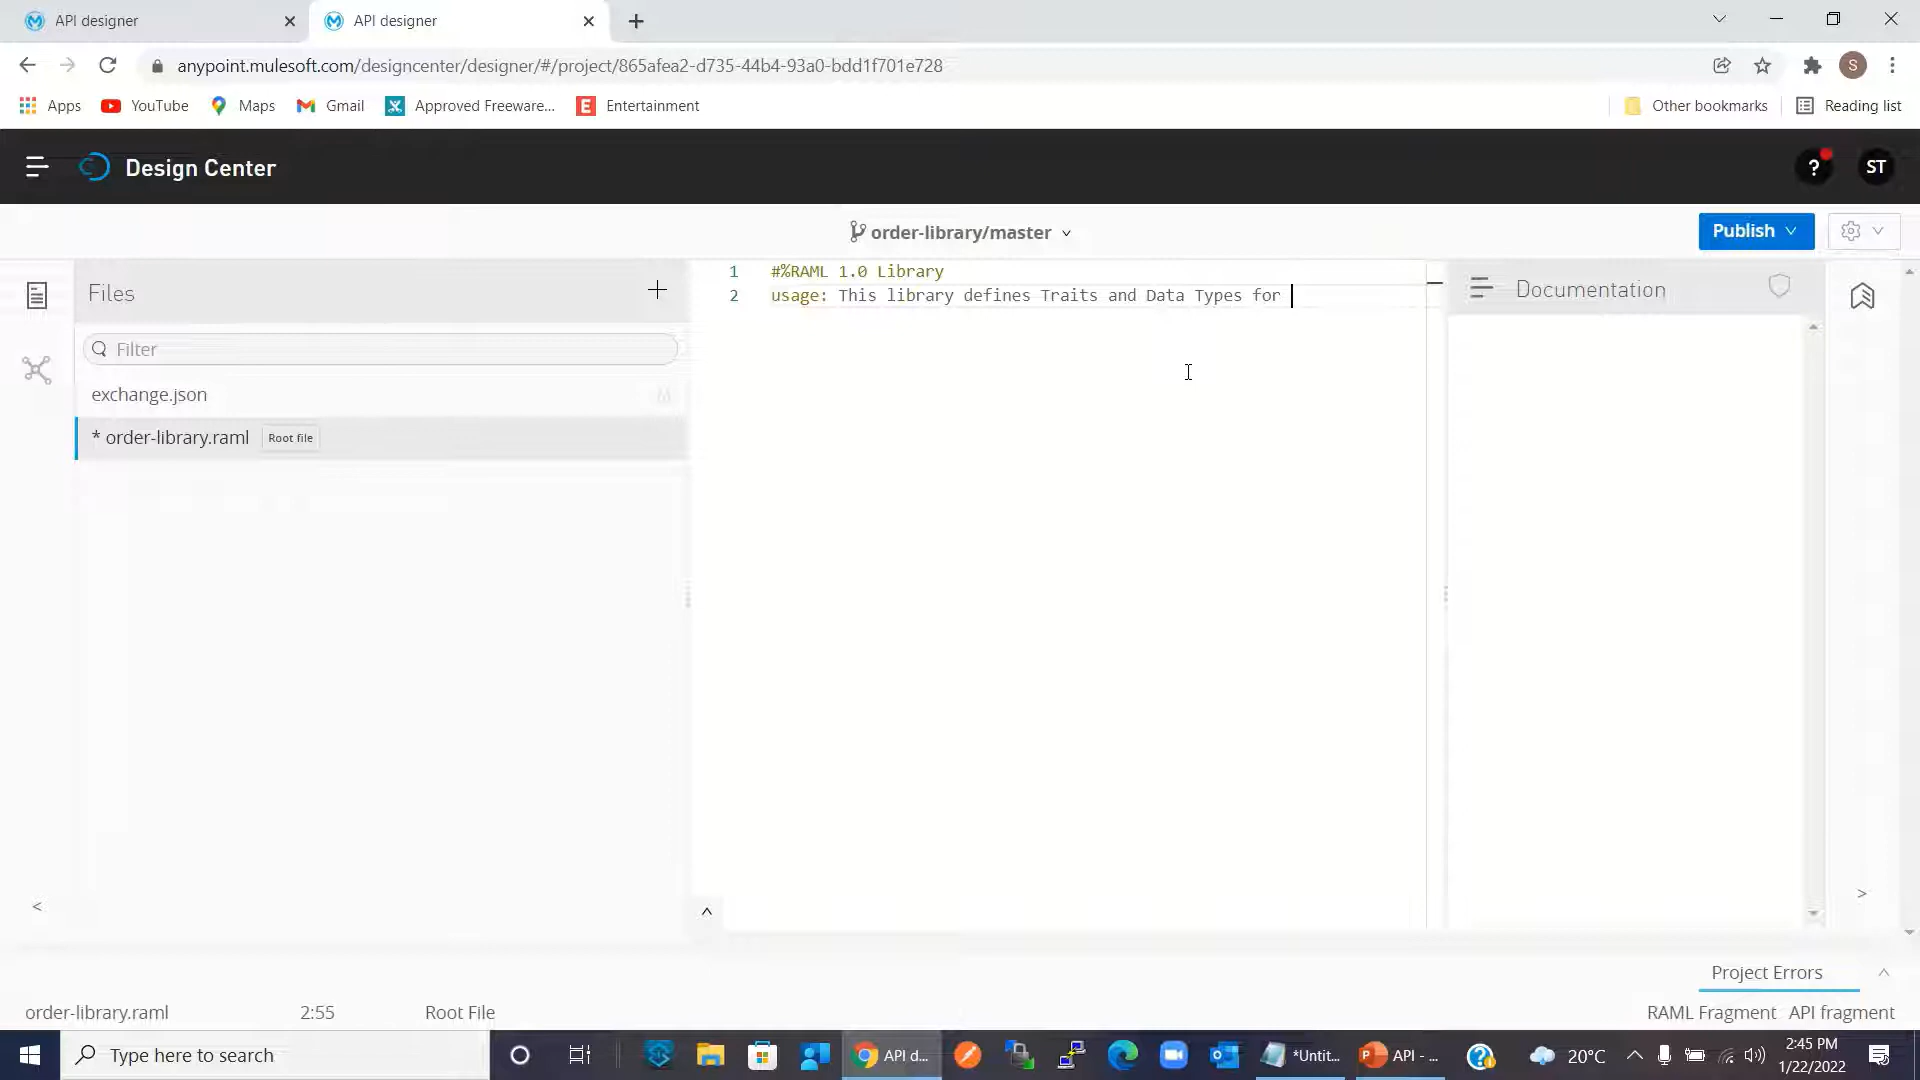 API designer
API designer
anypoint.mulesoft.com/designcenter/designer/#/project/865afea2-d735-44b4-93a0-bdd1f701e728
S
Apps
YouTube
Maps
Gmail
Approved Freeware...
Entertainment
Other bookmarks
Reading list
Design Center
?
ST
order-library/master
Publish
Files
1 #%RAML 1.0 Library
2 usage: This library defines Traits and Data Types for
Documentation
Filter
exchange.json
* order-library.raml
Root file
Project Errors
order-library.raml
2:55
Root File
RAML Fragment
API fragment
Type here to search
API d...
*Untit...
API - ...
20°C
2:45 PM
1/22/2022